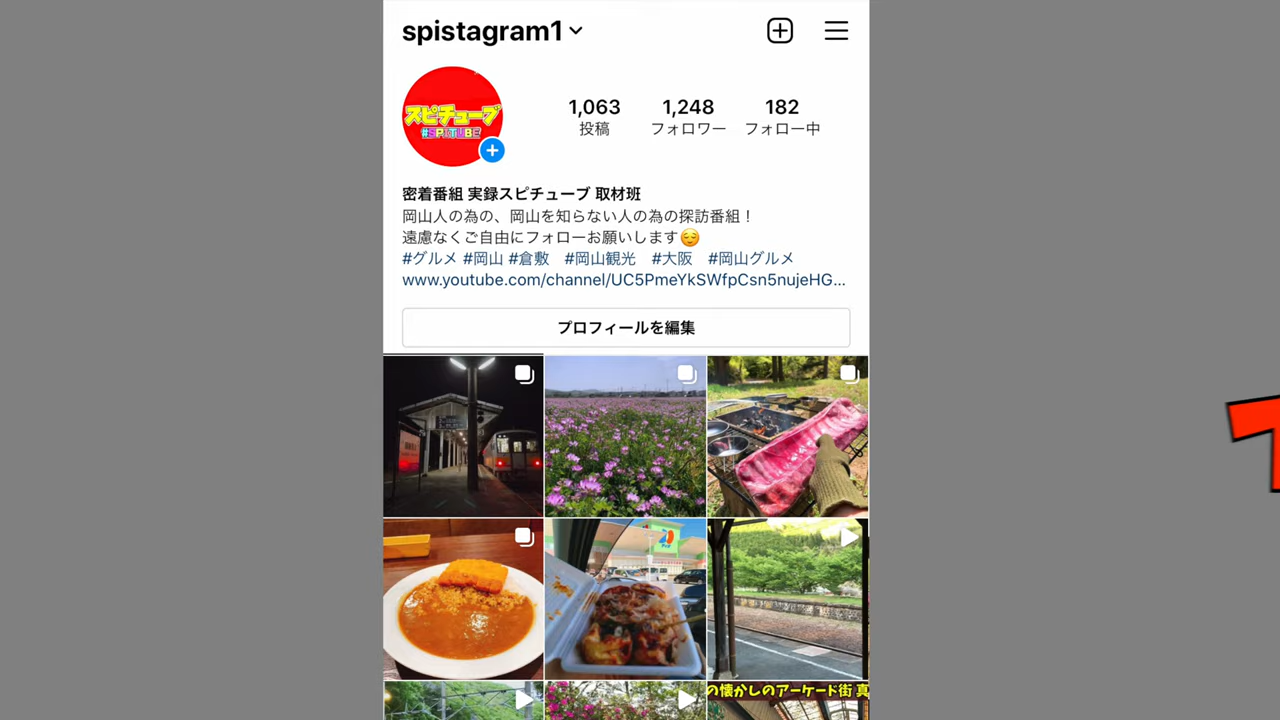 spistagram1
スピチューブ
#SPITUBE
1,063 1,248 182
投稿 フォロワー フォロー中
密着番組 実録スピチューブ 取材班
岡山人の為の、岡山を知らない人の為の探訪番組！
遠慮なくご自由にフォローお願いします😌
#グルメ #岡山 #倉敷 #岡山観光 #大阪 #岡山グルメ
www.youtube.com/channel/UC5PmeYkSWfpCsn5nujeHG...
プロフィールを編集
の懐かしのアーケード街 真